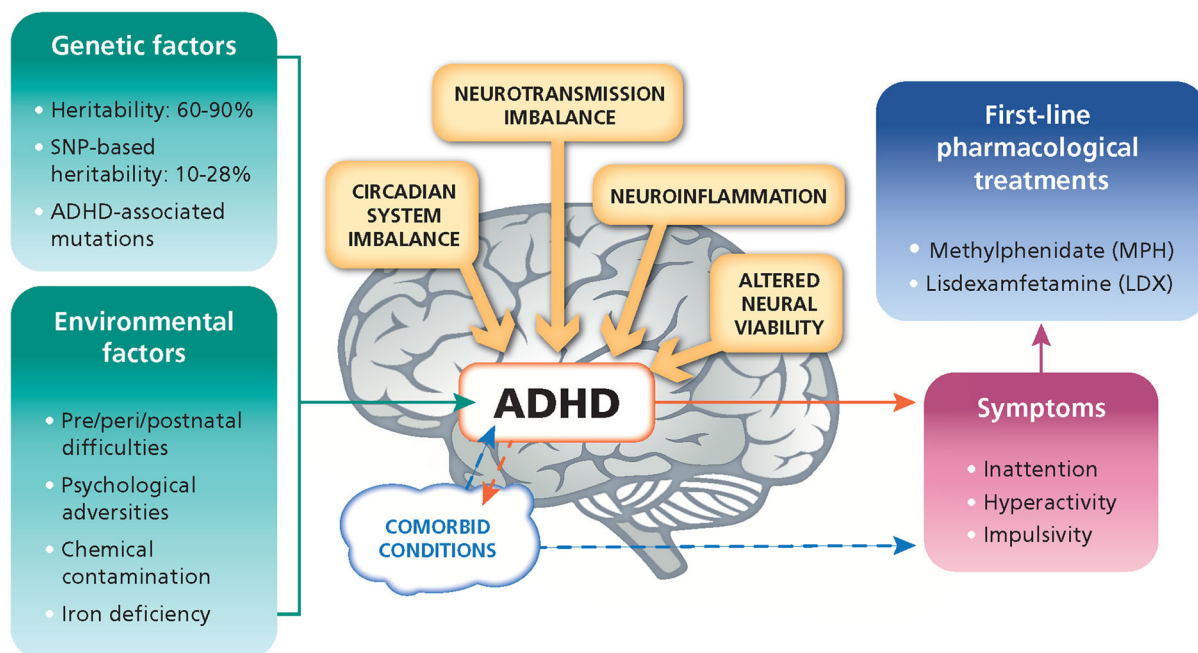 Genetic factors
• Heritability: 60-90%
• SNP-based
heritability: 10-28%
• ADHD-associated
mutations
Environmental
factors
• Pre/peri/postnatal
difficulties
• Psychological
adversities
• Chemical
contamination
• Iron deficiency
NEUROTRANSMISSION
IMBALANCE
CIRCADIAN
SYSTEM
IMBALANCE
NEUROINFLAMMATION
ALTERED
NEURAL
VIABILITY
ADHD
COMORBID
CONDITIONS
First-line
pharmacological
treatments
• Methylphenidate (MPH)
• Lisdexamfetamine (LDX)
Symptoms
• Inattention
• Hyperactivity
• Impulsivity